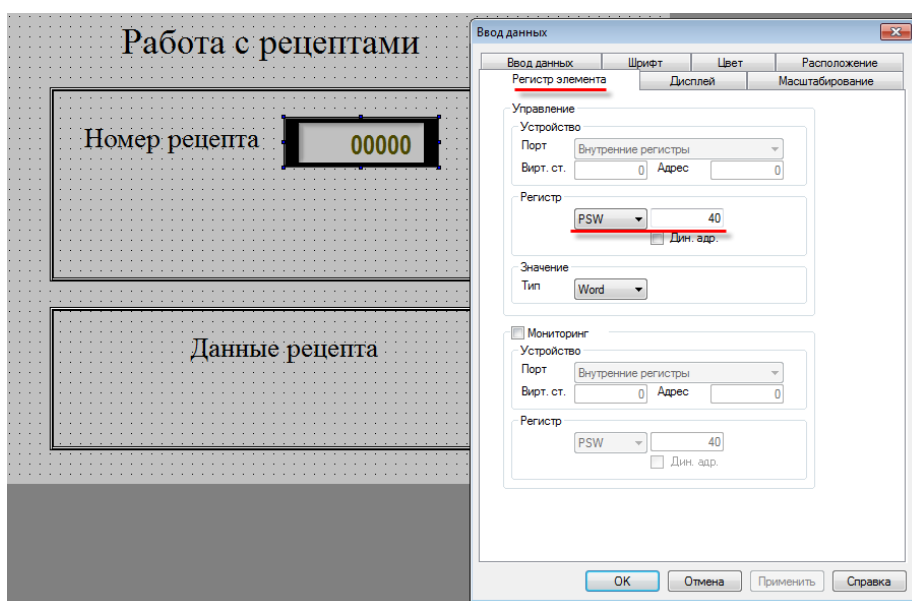 Работа с рецептами
Номер рецепта
00000
Данные рецепта
Ввод данных
Ввод данных Шрифт Цвет Расположение
Регистр элемента Дисплей Масштабирование
Управление
Устройство
Порт Внутренние регистры
Вирт. ст. 0 Адрес 0
Регистр
PSW 40
Дин. адр.
Значение
Тип Word
Мониторинг
Устройство
Порт Внутренние регистры
Вирт. ст. 0 Адрес 0
Регистр
PSW 40
Дин. адр.
OK Отмена Применить Справка